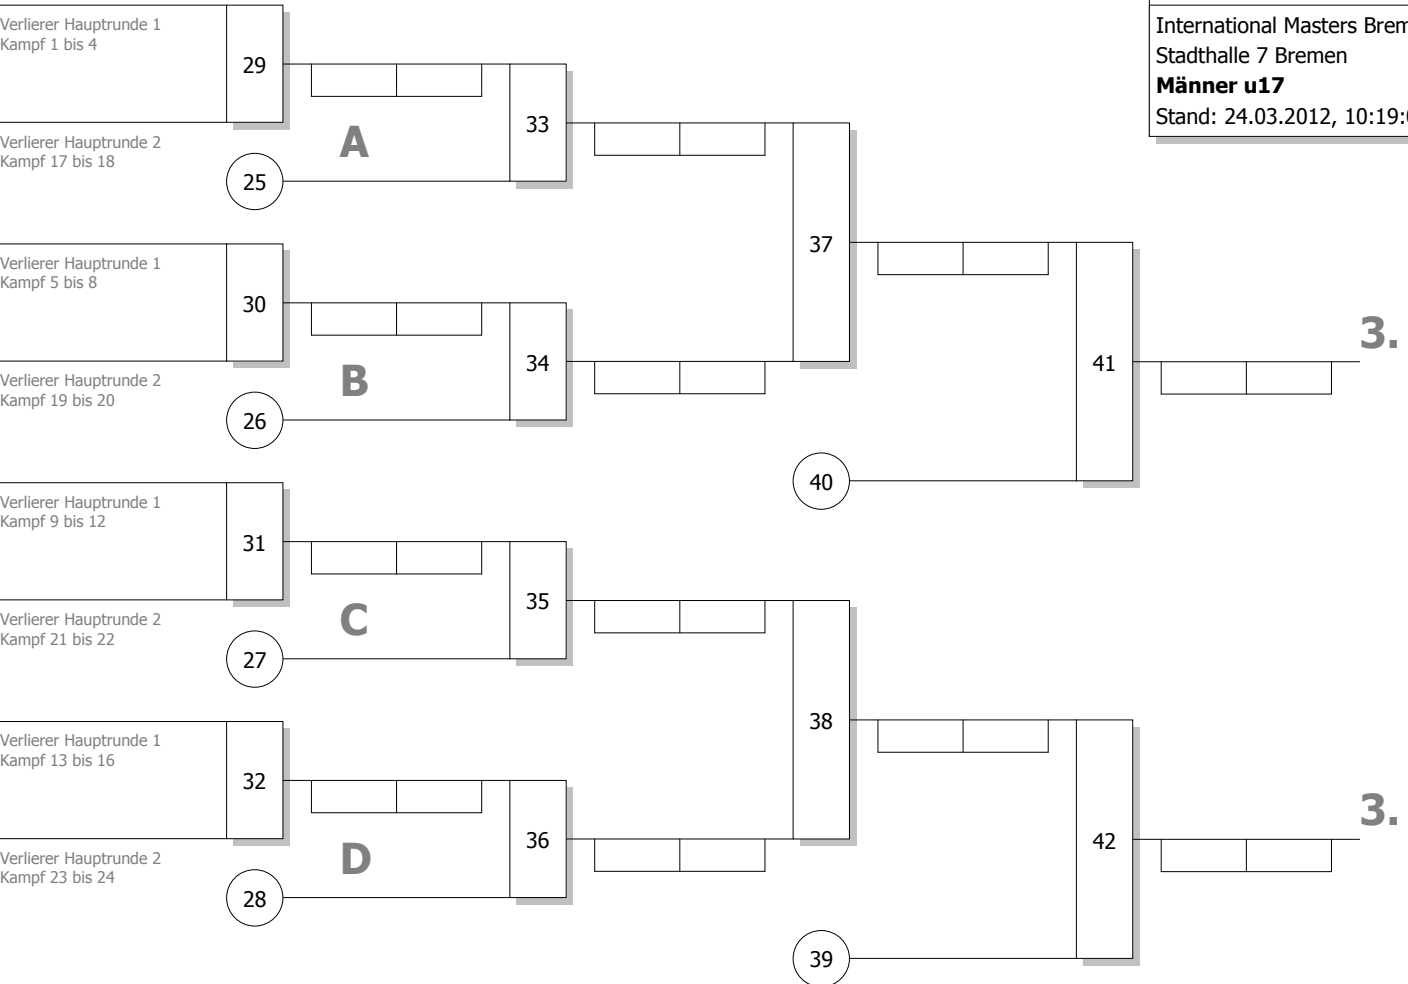 International Masters
Stadthalle 7 Bremen
Männer u17
Stand: 24.03.2012,
Verlierer Hauptrunde 1
Kampf 1 bis 4
29
Verlierer Hauptrunde 2
Kampf 17 bis 18
A
25
33
Verlierer Hauptrunde 1
Kampf 5 bis 8
30
Verlierer Hauptrunde 2
Kampf 19 bis 20
B
26
34
37
41
3.
40
Verlierer Hauptrunde 1
Kampf 9 bis 12
31
Verlierer Hauptrunde 2
Kampf 21 bis 22
C
27
35
Verlierer Hauptrunde 1
Kampf 13 bis 16
32
Verlierer Hauptrunde 2
Kampf 23 bis 24
D
28
36
38
42
3.
39